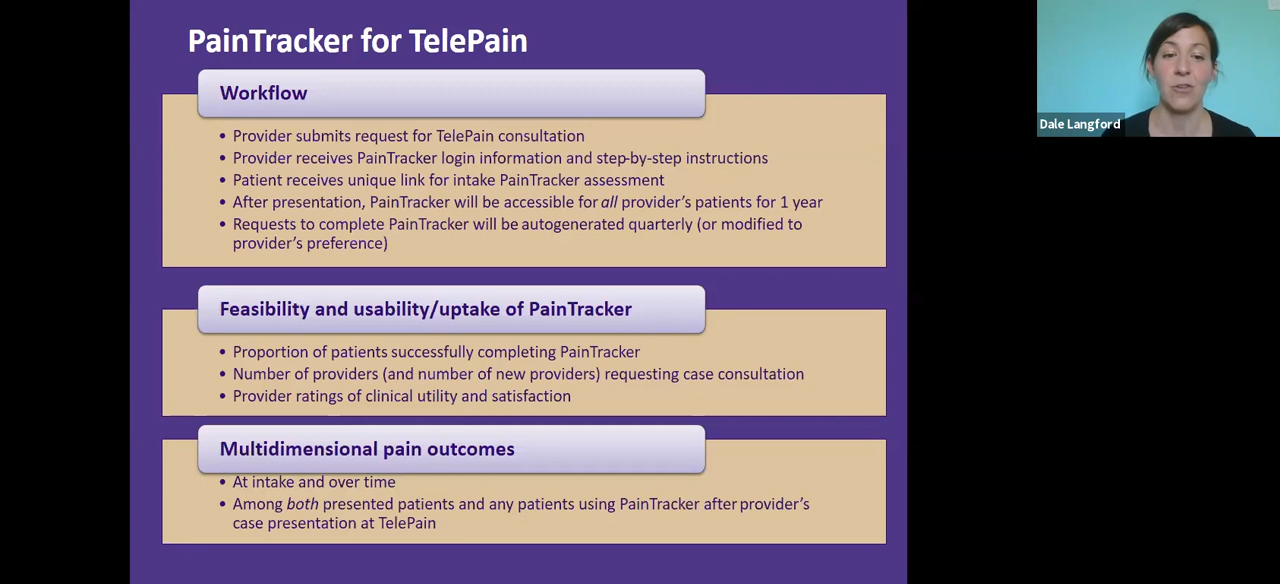 PainTracker for TelePain
Workflow
• Provider submits request for TelePain consultation
• Provider receives PainTracker login information and step-by-step instructions
• Patient receives unique link for intake PainTracker assessment
• After presentation, PainTracker will be accessible for all provider's patients for 1 year
• Requests to complete PainTracker will be autogenerated quarterly (or modified to
provider's preference)
Feasibility and usability/uptake of PainTracker
• Proportion of patients successfully completing PainTracker
• Number of providers (and number of new providers) requesting case consultation
• Provider ratings of clinical utility and satisfaction
Multidimensional pain outcomes
• At intake and over time
• Among both presented patients and any patients using PainTracker after provider's
case presentation at TelePain
Dale Langford